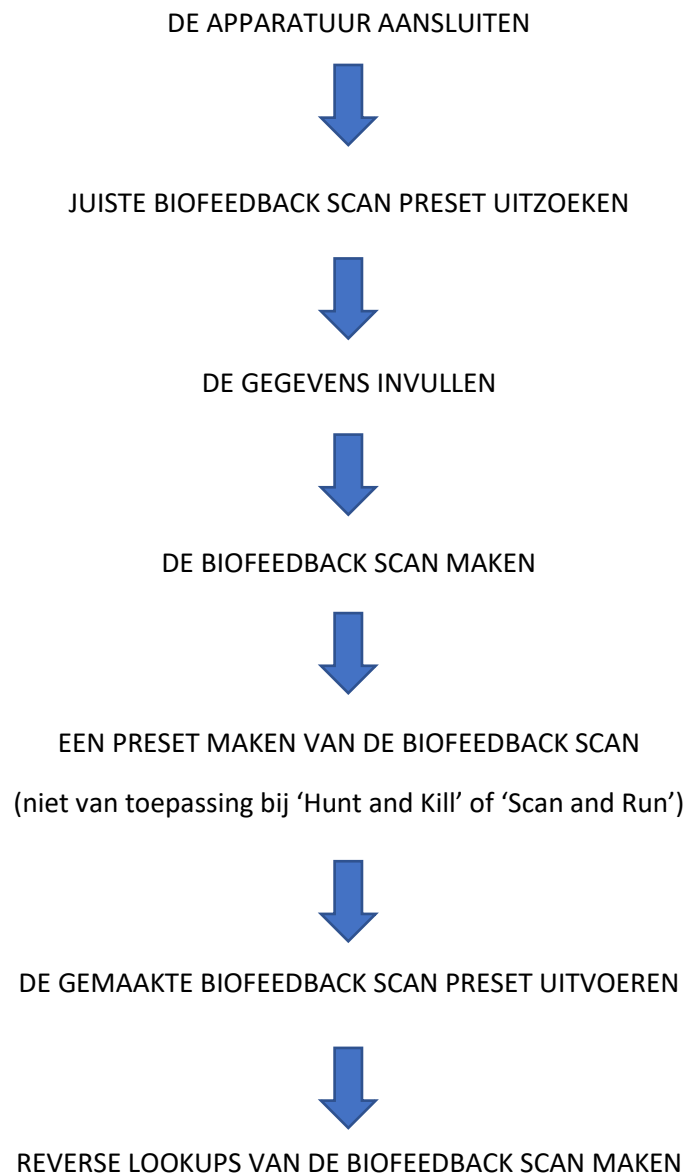 DE APPARATUUR AANSLUITEN
JUISTE BIOFEEDBACK SCAN PRESET UITZOEKEN
DE GEGEVENS INVULLEN
DE BIOFEEDBACK SCAN MAKEN
EEN PRESET MAKEN VAN DE BIOFEEDBACK SCAN
(niet van toepassing bij ‘Hunt and Kill’ of ‘Scan and Run’)
DE GEMAAKTE BIOFEEDBACK SCAN PRESET UITVOEREN
REVERSE LOOKUPS VAN DE BIOFEEDBACK SCAN MAKEN